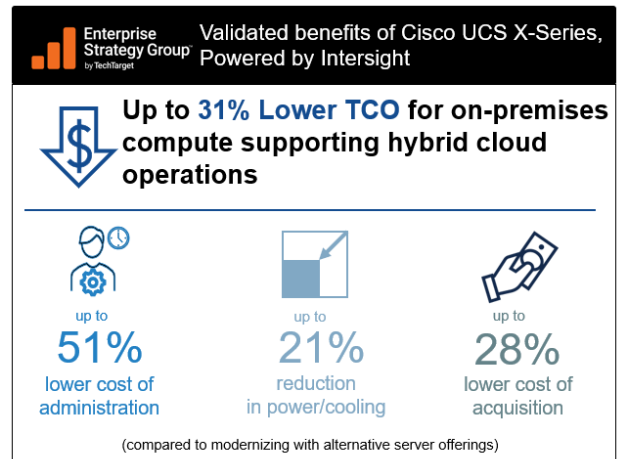 Enterprise
Strategy Group™
by TechTarget
Validated benefits of Cisco UCS X-Series,
Powered by Intersight
$
Up to 31% Lower TCO for on-premises
compute supporting hybrid cloud
operations
up to
51%
lower cost of
administration
up to
21%
reduction
in power/cooling
up to
28%
lower cost of
acquisition
(compared to modernizing with alternative server offerings)